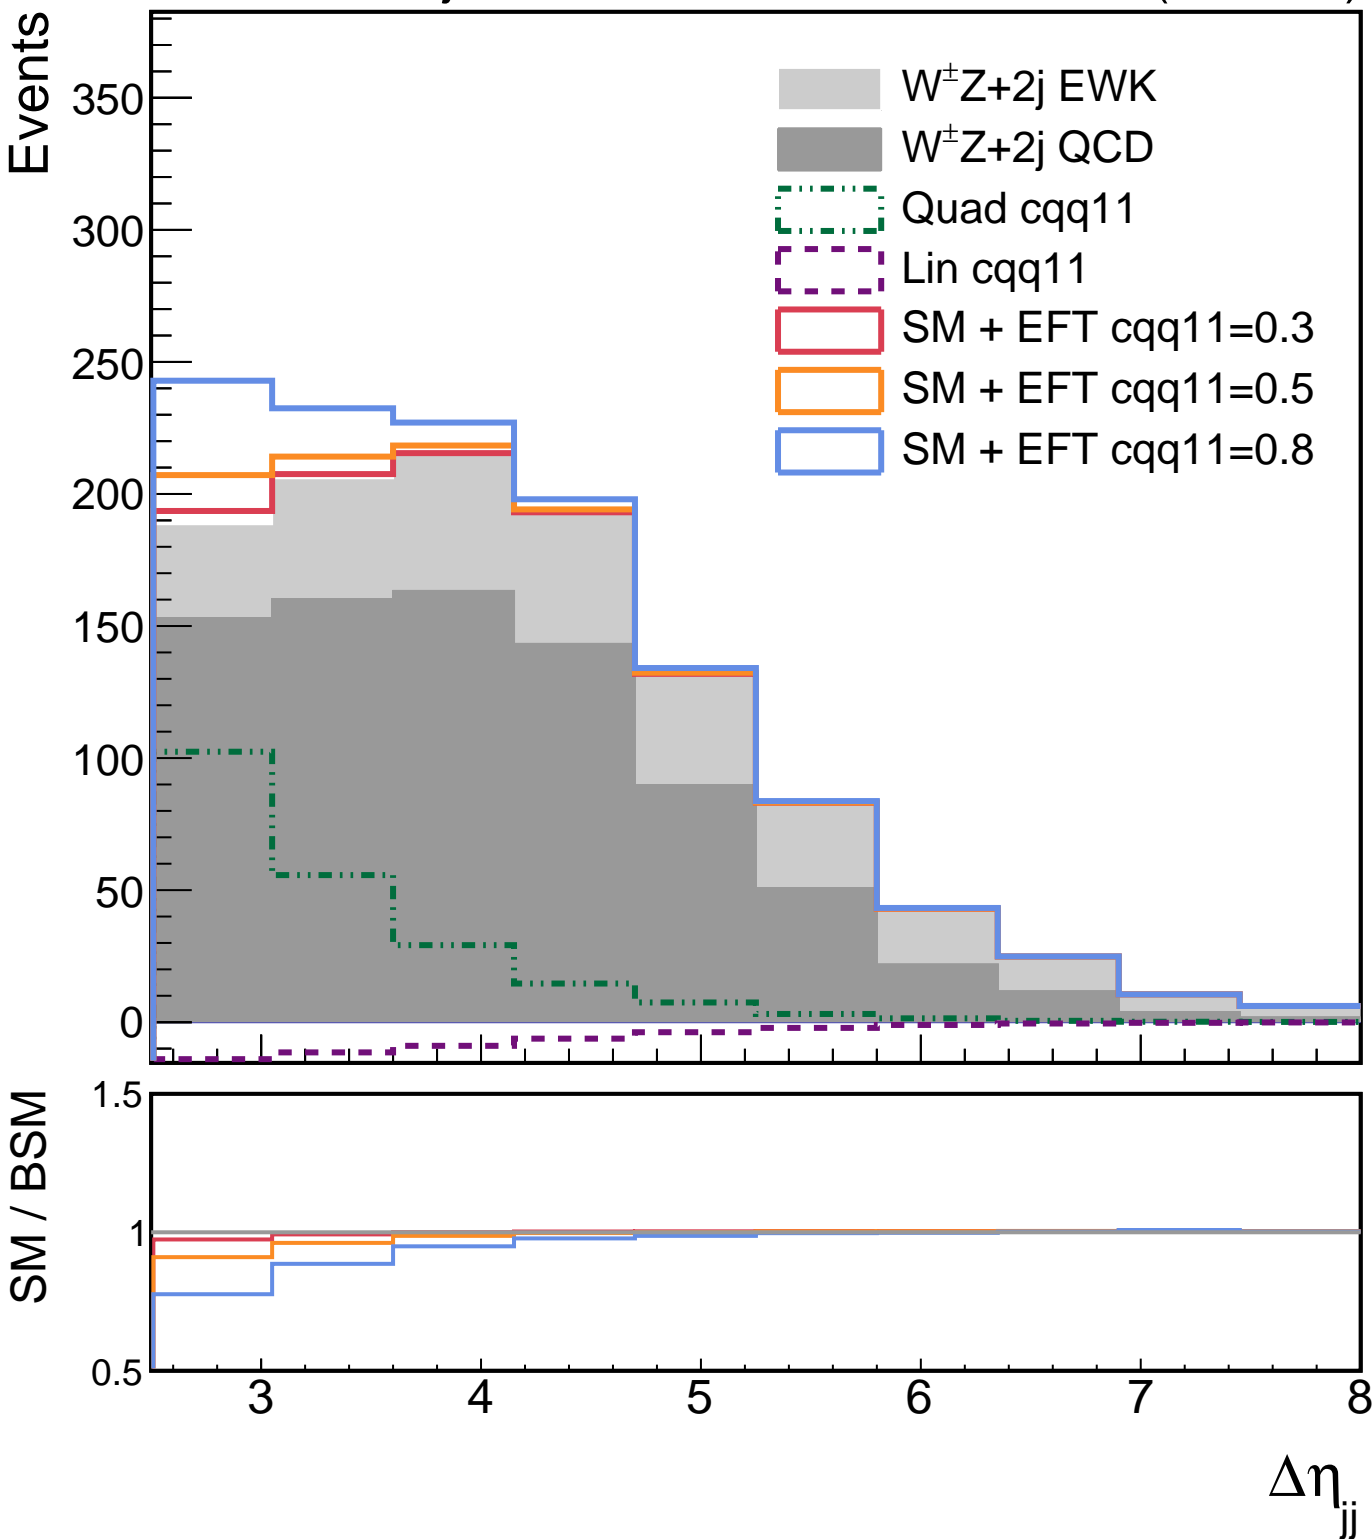 Events
350
300
250
200
150
100
50
0
W±Z+2j EWK
W±Z+2j QCD
Quad cqq11
Lin cqq11
SM + EFT cqq11=0.3
SM + EFT cqq11=0.5
SM + EFT cqq11=0.8
SM / BSM
1.5
1
0.5
3 4 5 6 7 8
Δη_jj